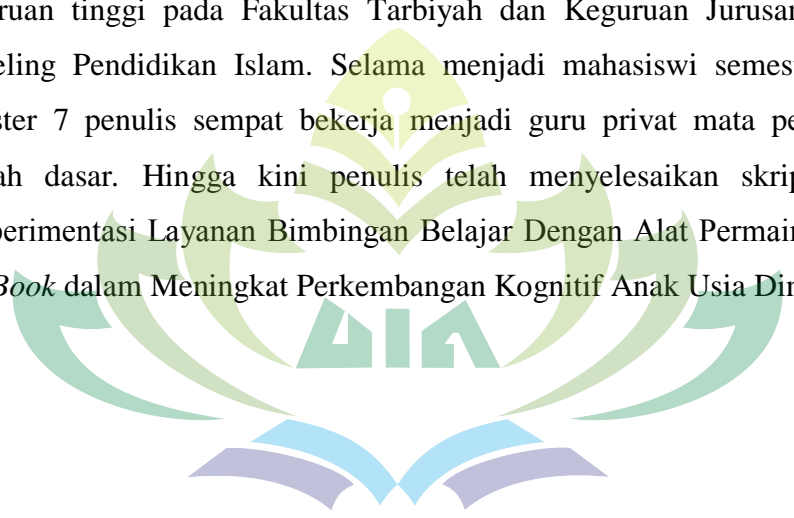 ruan tinggi pada Fakultas Tarbiyah dan Keguruan Jurusan
eling Pendidikan Islam. Selama menjadi mahasiswi semest
ster 7 penulis sempat bekerja menjadi guru privat mata pe
ah dasar. Hingga kini penulis telah menyelesaikan skrip
perimentasi Layanan Bimbingan Belajar Dengan Alat Permain
Book dalam Meningkat Perkembangan Kognitif Anak Usia Din
UIN